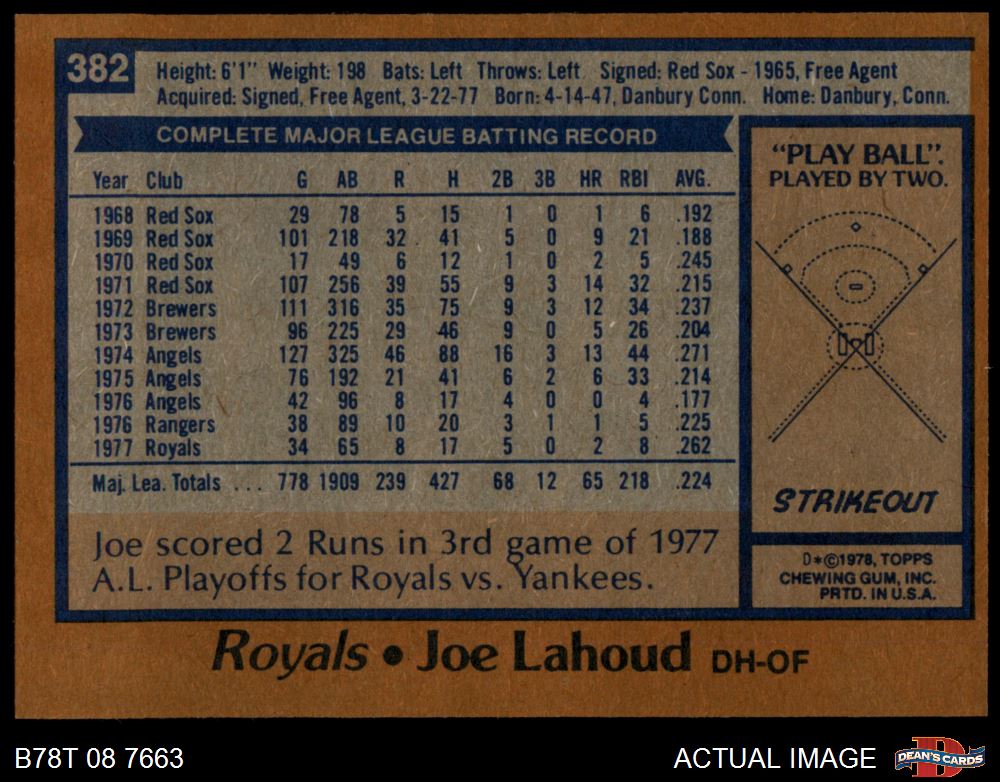 382
Height: 6'1" Weight: 198 Bats: Left Throws: Left Signed: Red Sox - 1965, Free Agent
Acquired: Signed, Free Agent, 3-22-77 Born: 4-14-47, Danbury Conn. Home: Danbury, Conn.
COMPLETE MAJOR LEAGUE BATTING RECORD
Year Club G AB R H 2B 3B HR RBI AVG.
1968 Red Sox 29 78 5 15 1 0 1 6 .192
1969 Red Sox 101 218 32 41 5 0 9 21 .188
1970 Red Sox 17 49 6 12 1 0 2 5 .245
1971 Red Sox 107 256 39 55 9 3 14 32 .215
1972 Brewers 111 316 35 75 9 3 12 34 .237
1973 Brewers 96 225 29 46 9 0 5 26 .204
1974 Angels 127 325 46 88 16 3 13 44 .271
1975 Angels 76 192 21 41 6 2 6 33 .214
1976 Angels 42 96 8 17 4 0 0 4 .177
1976 Rangers 38 89 10 20 3 1 1 5 .225
1977 Royals 34 65 8 17 5 0 2 8 .262
Maj. Lea. Totals ... 778 1909 239 427 68 12 65 218 .224
Joe scored 2 Runs in 3rd game of 1977
A.L. Playoffs for Royals vs. Yankees.
"PLAY BALL".
PLAYED BY TWO.
STRIKEOUT
D*©1978, TOPPS
CHEWING GUM, INC.
PRTD. IN U.S.A.
Royals • Joe Lahoud DH-OF
B78T 08 7663
ACTUAL IMAGE
D
DEAN'S CARDS